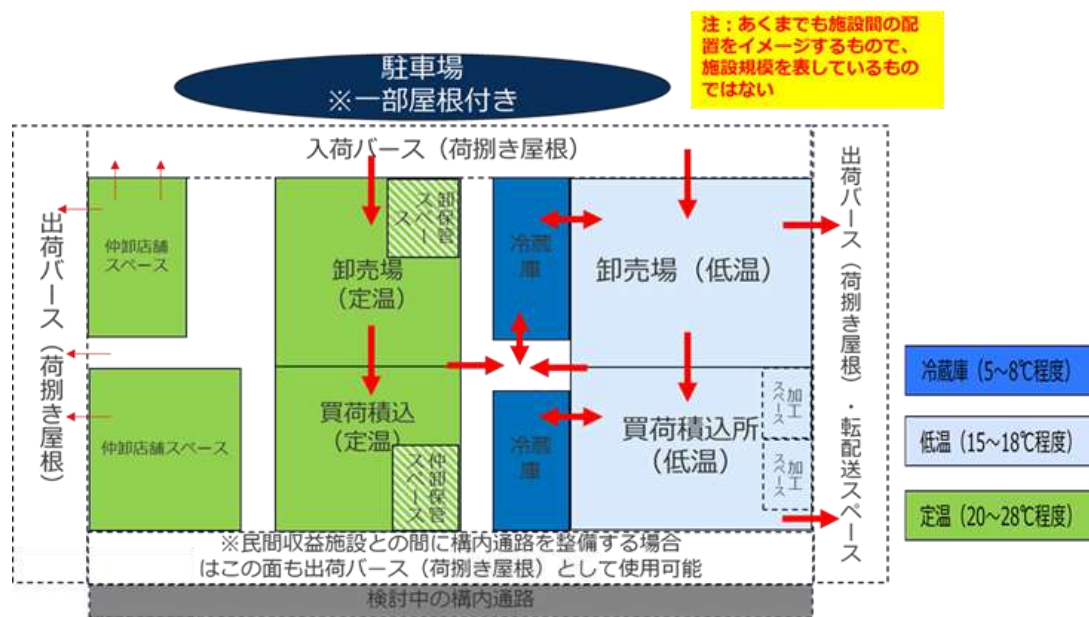 注：あくまでも施設間の配
置をイメージするもので、
施設規模を表しているもの
ではない
駐車場
※一部屋根付き
入荷バース（荷捌き屋根）
出荷バース（荷捌き屋根）
仲卸店舗
スペース
仲卸店舗スペース
卸保管
スペース
卸売場
（定温）
買荷積込
（定温）
仲卸保管
スペース
冷蔵庫
冷蔵庫
卸売場（低温）
買荷積込所
（低温）
加工
スペース
加工
スペース
出荷バース（荷捌き屋根）・転配送スペース
冷蔵庫（5～8℃程度）
低温（15～18℃程度）
定温（20～28℃程度）
※民間収益施設との間に構内通路を整備する場合
はこの面も出荷バース（荷捌き屋根）として使用可能
検討中の構内通路